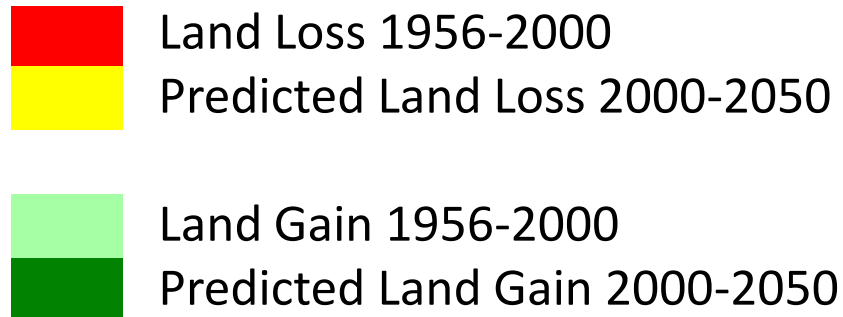 Land Loss 1956-2000
Predicted Land Loss 2000-2050
Land Gain 1956-2000
Predicted Land Gain 2000-2050